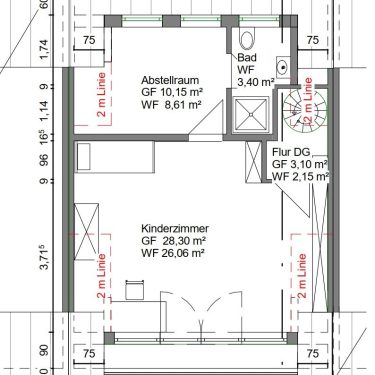 60
1,74
75
75
Bad
WF
3,40 m²
Abstellraum
GF 10,15 m²
WF 8,61 m²
2 m Linie
2 m Linie
9
1,14
16⁵
96
9
Flur DG
GF 3,10 m²
WF 2,15 m²
Kinderzimmer
GF 28,30 m²
WF 26,06 m²
3,71⁵
2 m Linie
2 m Linie
90
75
75